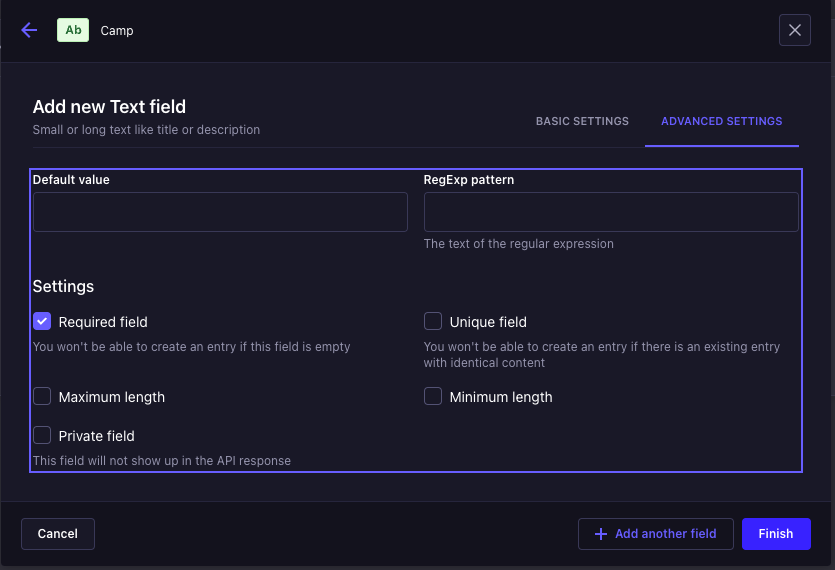 Ab Camp
Add new Text field
Small or long text like title or description
BASIC SETTINGS
ADVANCED SETTINGS
Default value
RegExp pattern
The text of the regular expression
Settings
Required field
You won't be able to create an entry if this field is empty
Unique field
You won't be able to create an entry if there is an existing entry
with identical content
Maximum length
Minimum length
Private field
This field will not show up in the API response
Cancel
Add another field
Finish